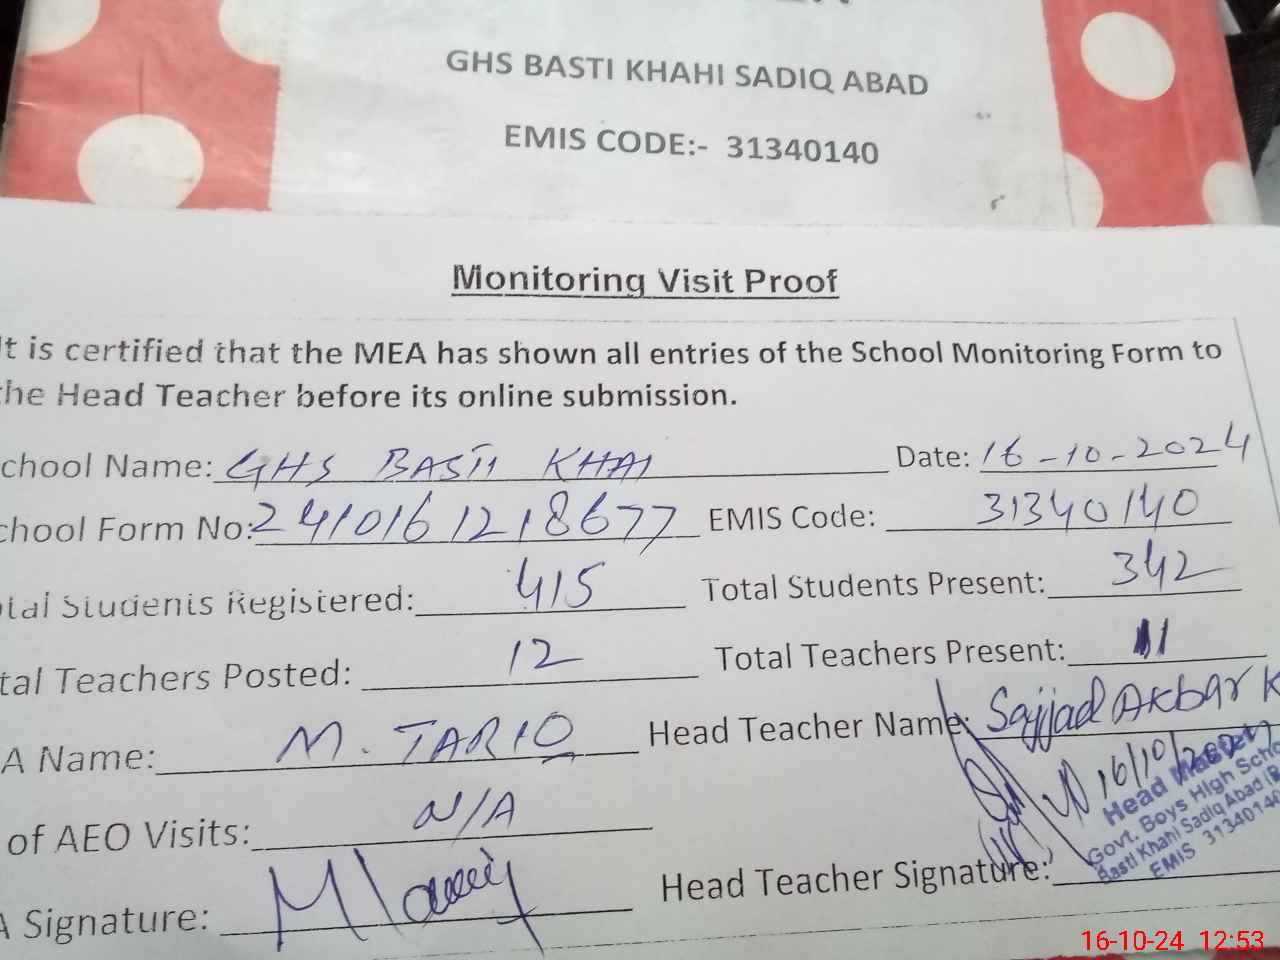 GHS BASTI KHAHI SADIQ ABAD
EMIS CODE:- 31340140
Monitoring Visit Proof
It is certified that the MEA has shown all entries of the School Monitoring Form to
the Head Teacher before its online submission.
chool Name: GHS BASTI KHAI Date: 16-10-2024
chool Form No: 2410161218677 EMIS Code: 31340140
tal Students Registered: 415 Total Students Present: 342
tal Teachers Posted: 12 Total Teachers Present: 11
A Name: M. TARIQ Head Teacher Name: Sajjad Akbar K
of AEO Visits: N/A
16/10/2024
Head Master
Govt. Boys High Scho
Basti Khahi Sadiq Abad (R
EMIS 31340140
A Signature: Head Teacher Signature:
16-10-24 12:53